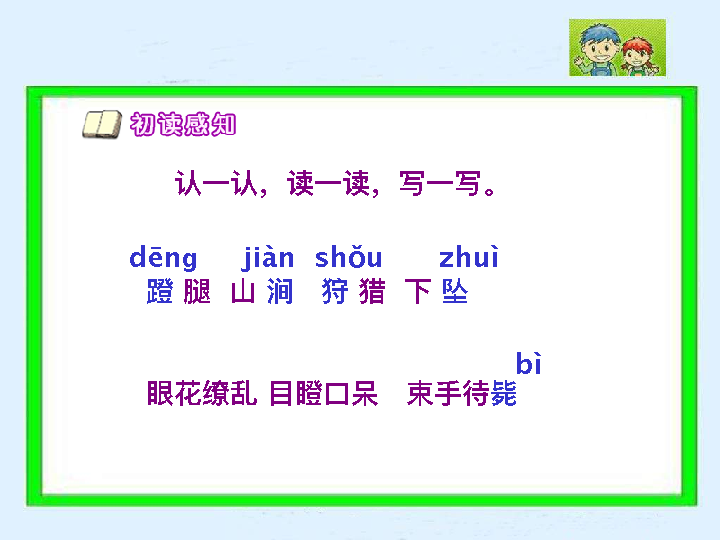 初读感知
认一认，读一读，写一写。
dēng jiàn shǒu zhuì
蹬 腿 山 涧 狩 猎 下 坠
bì
眼花缭乱 目瞪口呆 束手待毙